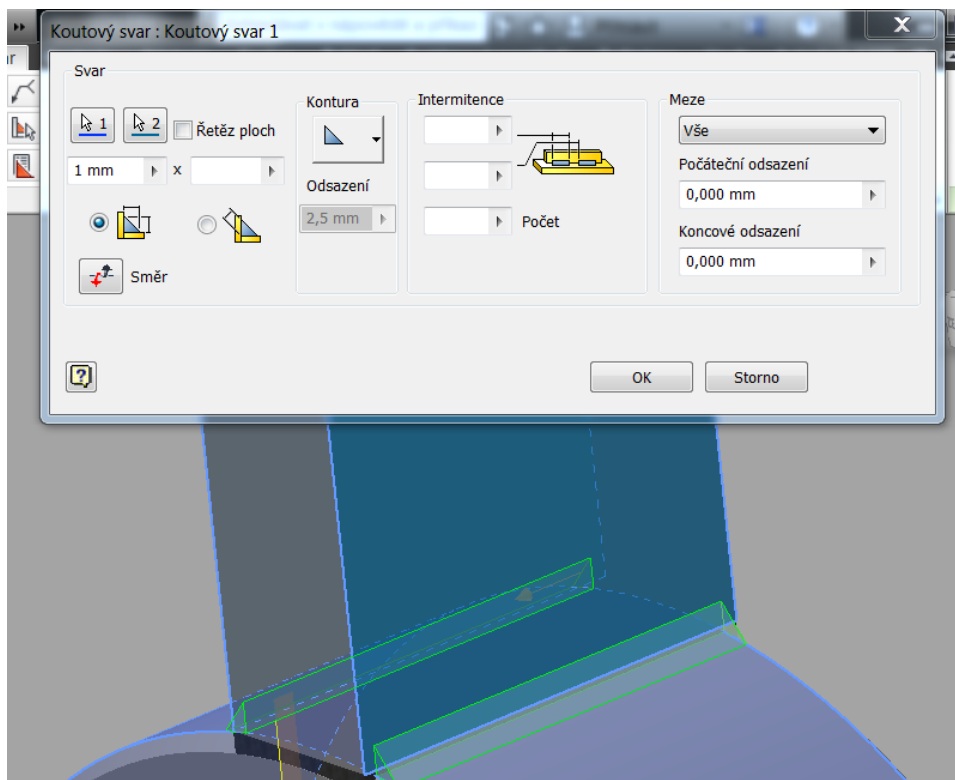 Koutový svar : Koutový svar 1
X
Svar
1
2
Řetěz ploch
1 mm
x
Směr
Kontura
Odsazení
2,5 mm
Intermitence
Počet
Meze
Vše
Počáteční odsazení
0,000 mm
Koncové odsazení
0,000 mm
OK
Storno